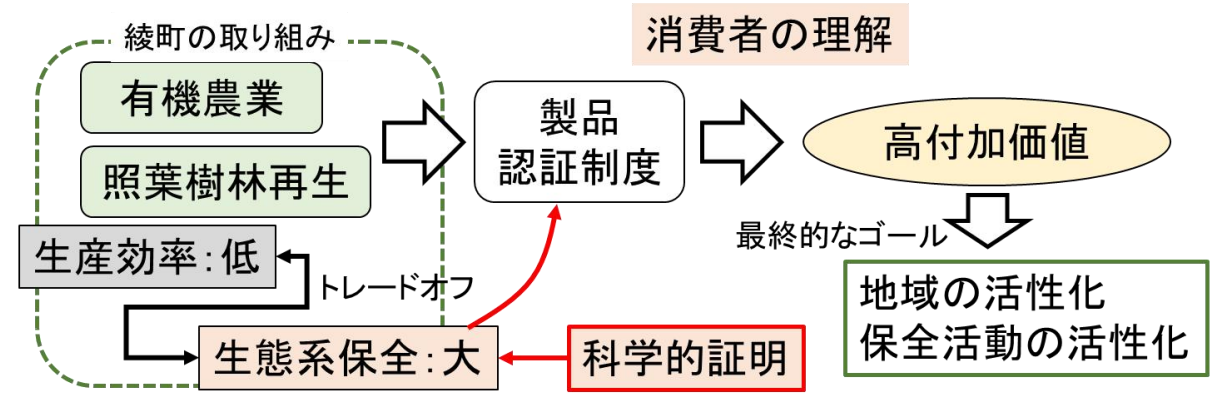 綾町の取り組み
有機農業
照葉樹林再生
生産効率:低
トレードオフ
生態系保全:大
科学的証明
製品
認証制度
消費者の理解
高付加価値
最終的なゴール
地域の活性化
保全活動の活性化